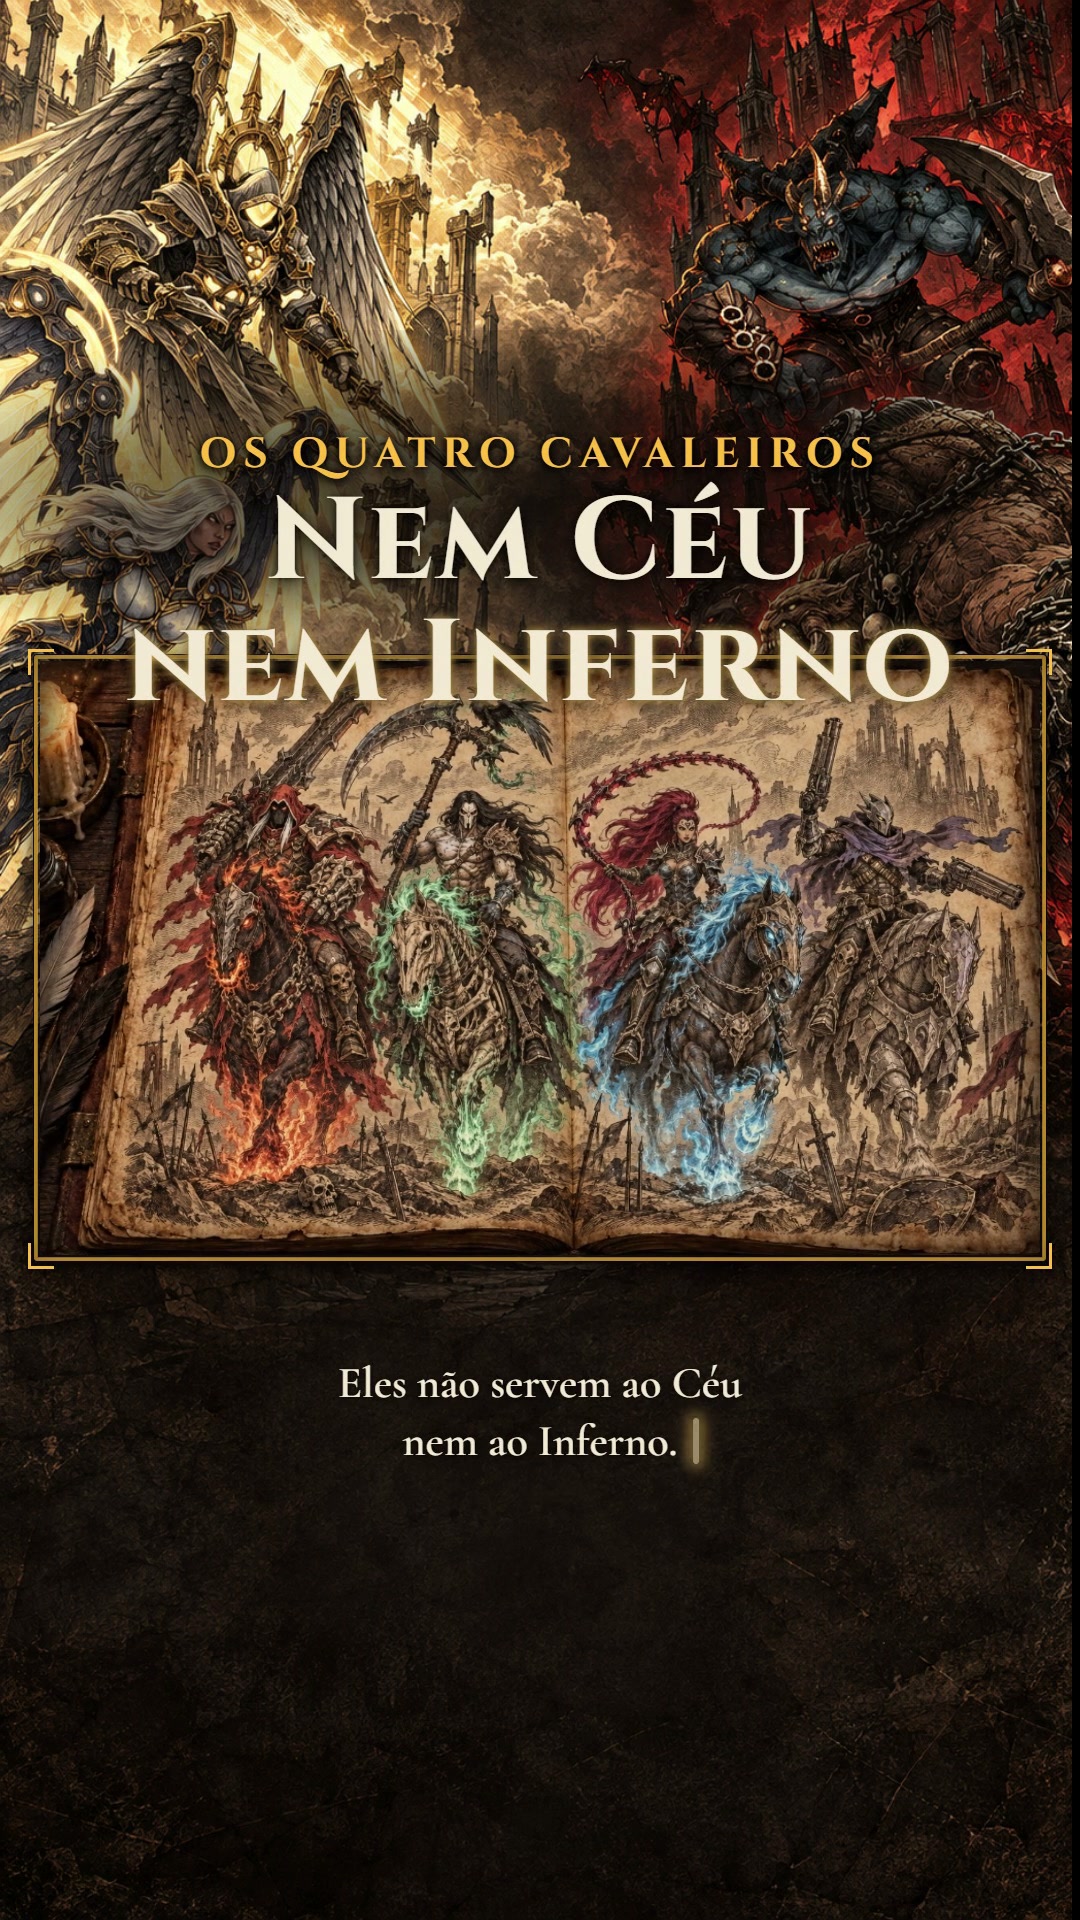 OS QUATRO CAVALEIROS
NEM CÉU
NEM INFERNO
Eles não servem ao Céu
nem ao Inferno.